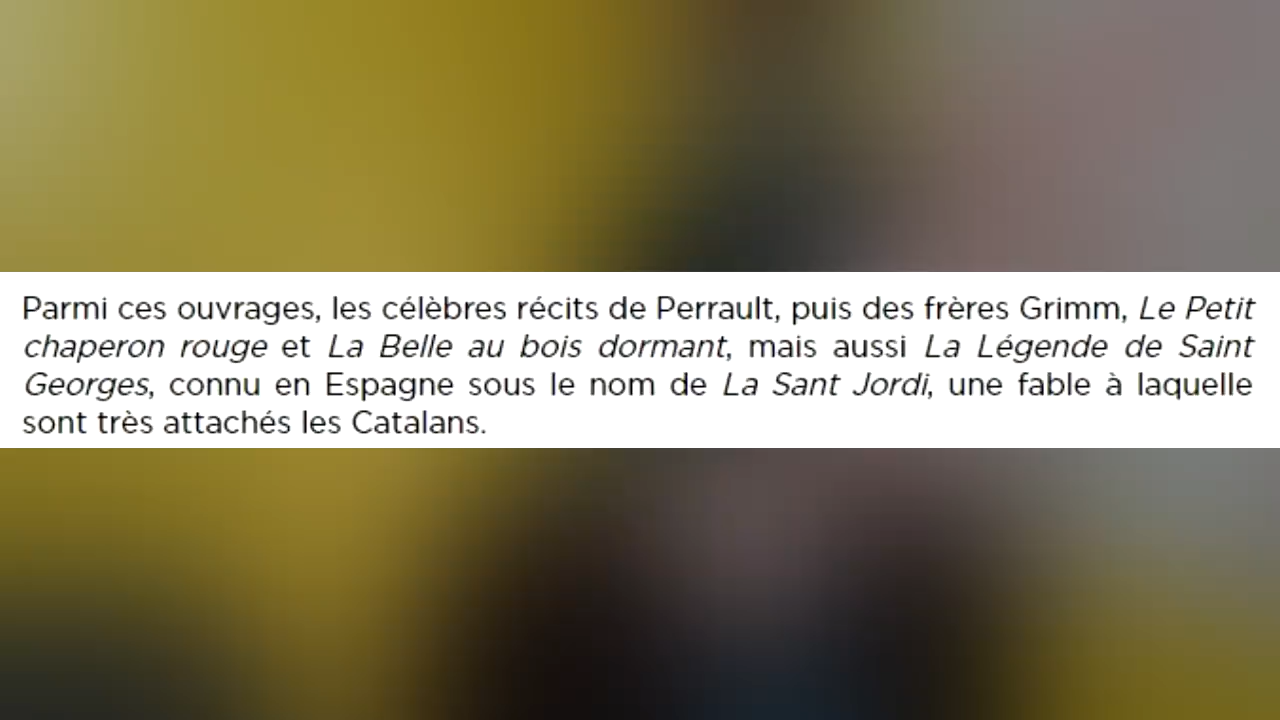 Parmi ces ouvrages, les célèbres récits de Perrault, puis des frères Grimm, Le Petit
chaperon rouge et La Belle au bois dormant, mais aussi La Légende de Saint
Georges, connu en Espagne sous le nom de La Sant Jordi, une fable à laquelle
sont très attachés les Catalans.